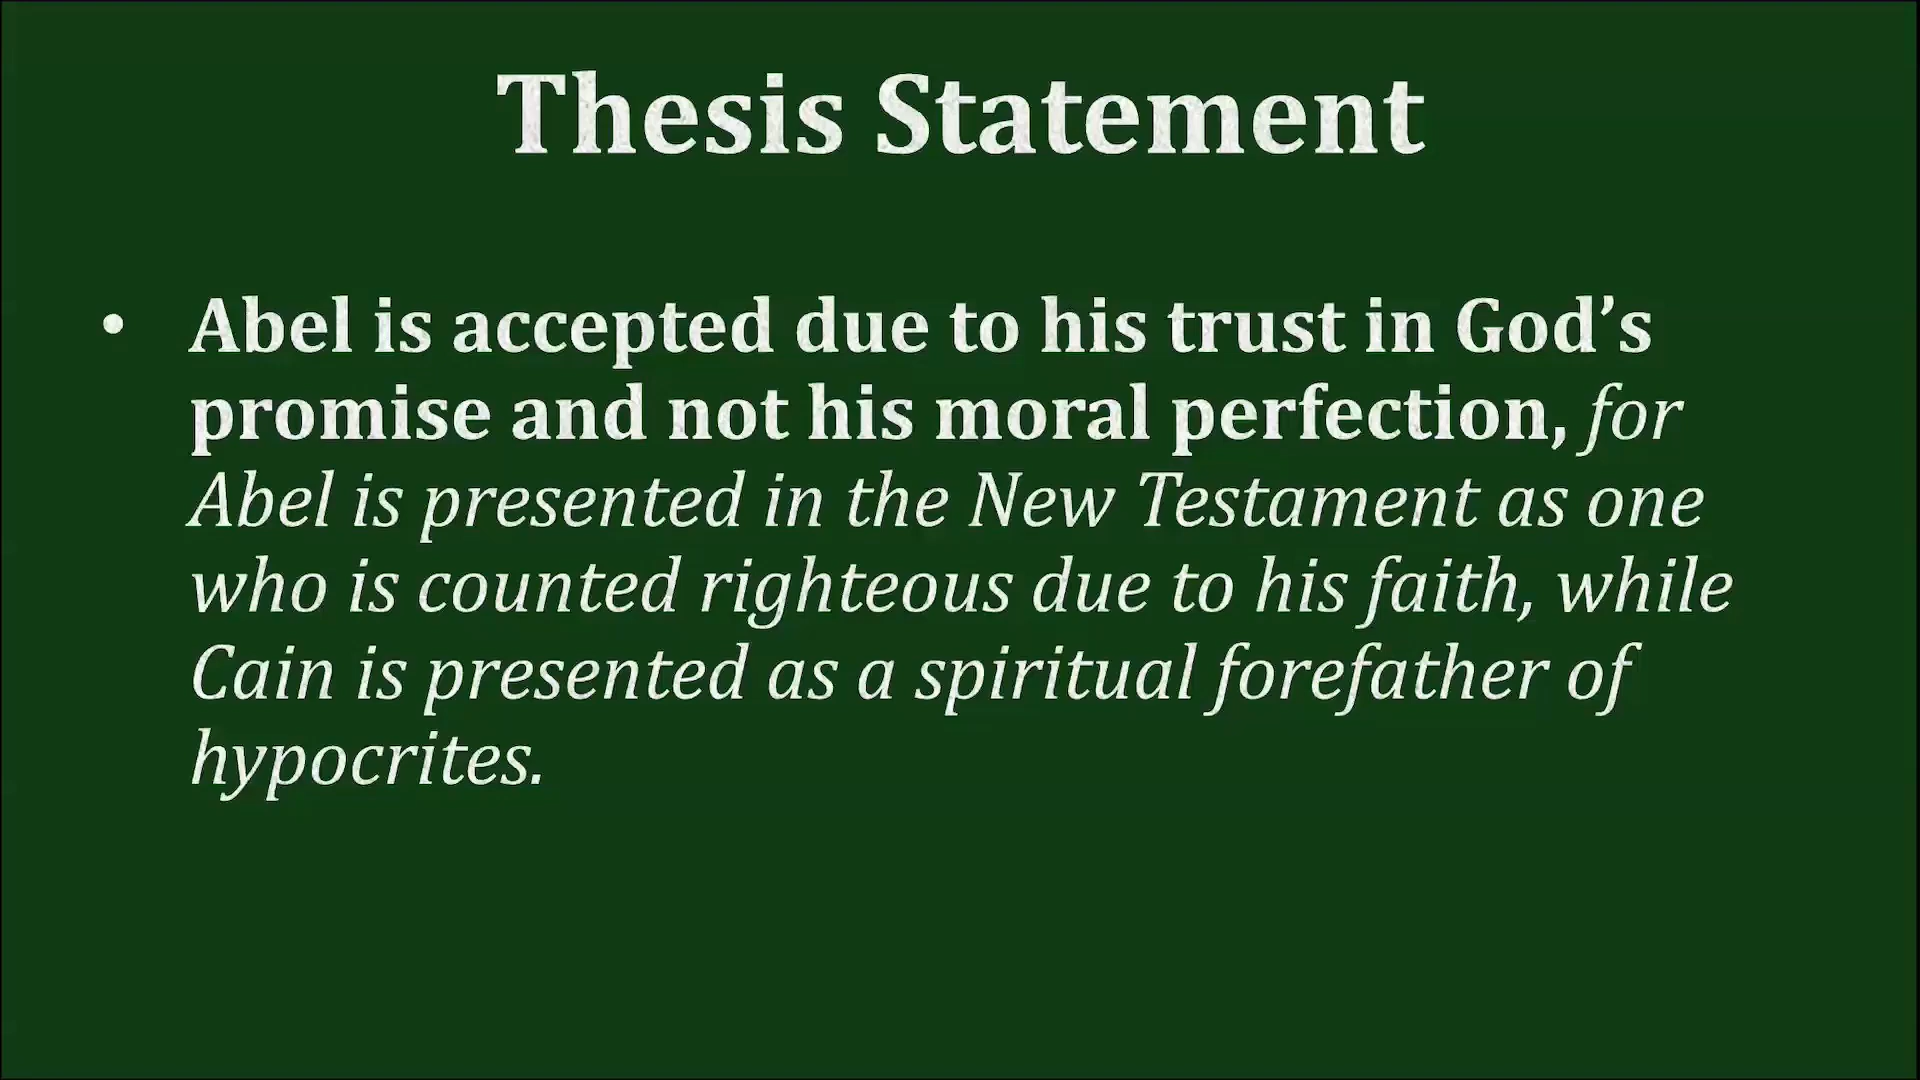 Thesis Statement
• Abel is accepted due to his trust in God’s
promise and not his moral perfection, for
Abel is presented in the New Testament as one
who is counted righteous due to his faith, while
Cain is presented as a spiritual forefather of
hypocrites.